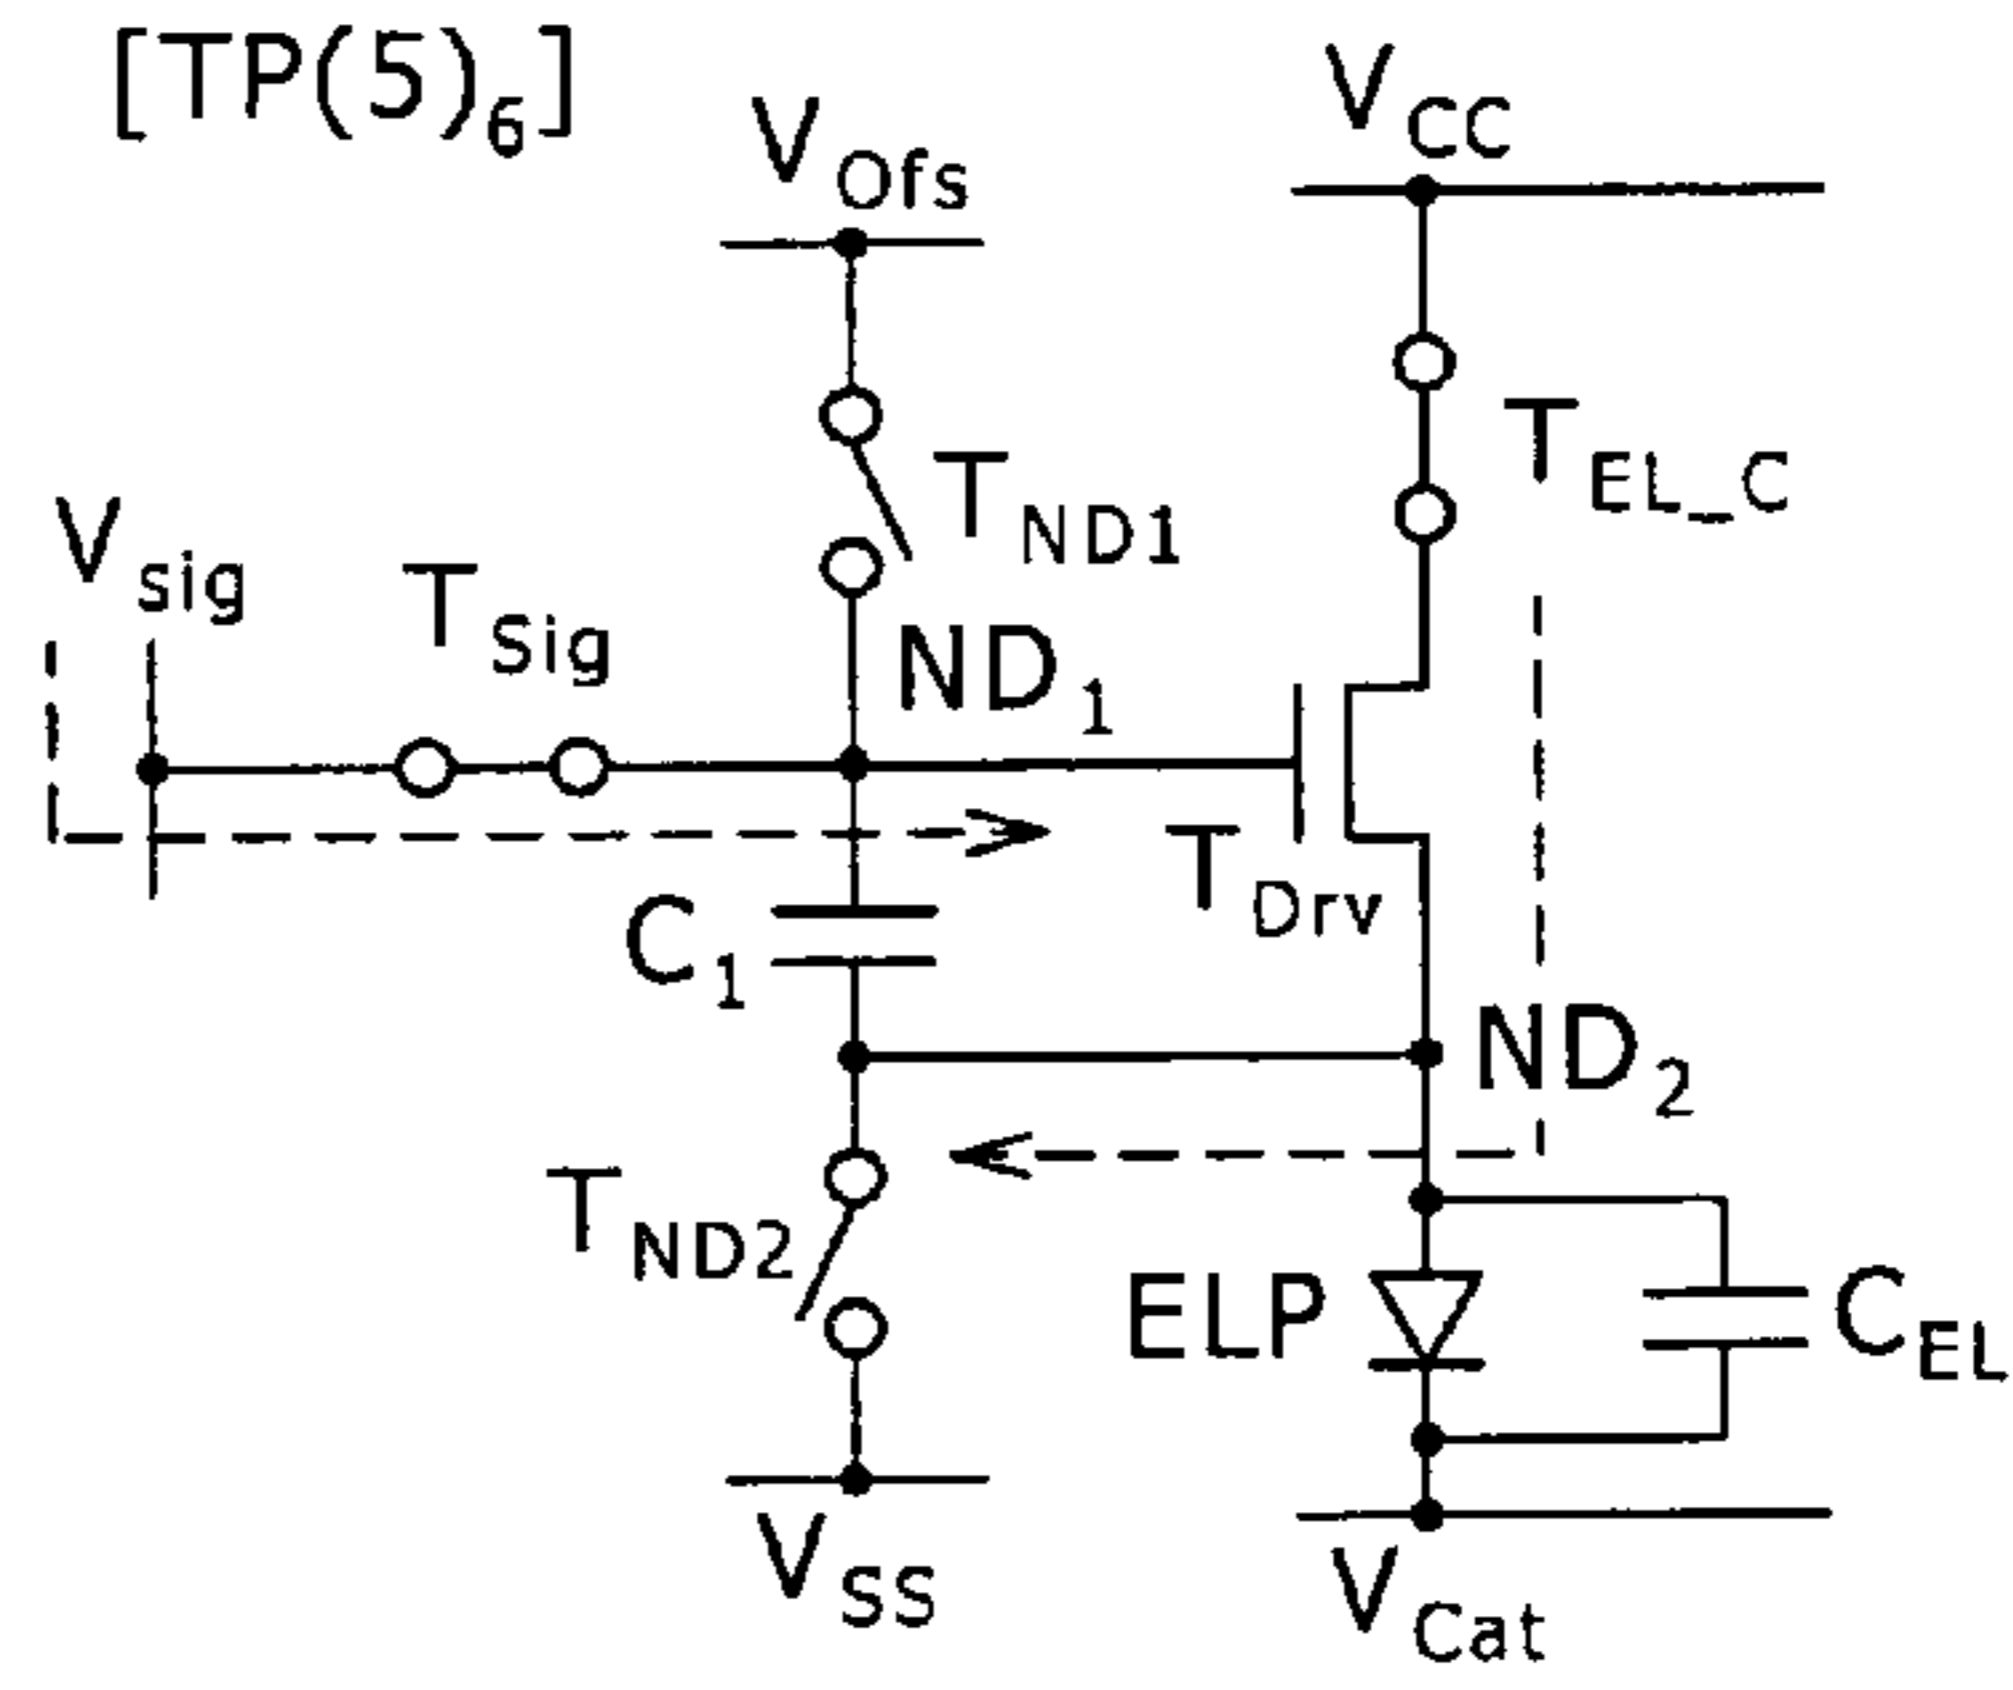 [TP(5)6]
VCC
VOfs
TEL_C
TND1
Vsig
TSig
ND1
TDrv
C1
ND2
TND2
ELP
CEL
VSS
VCat